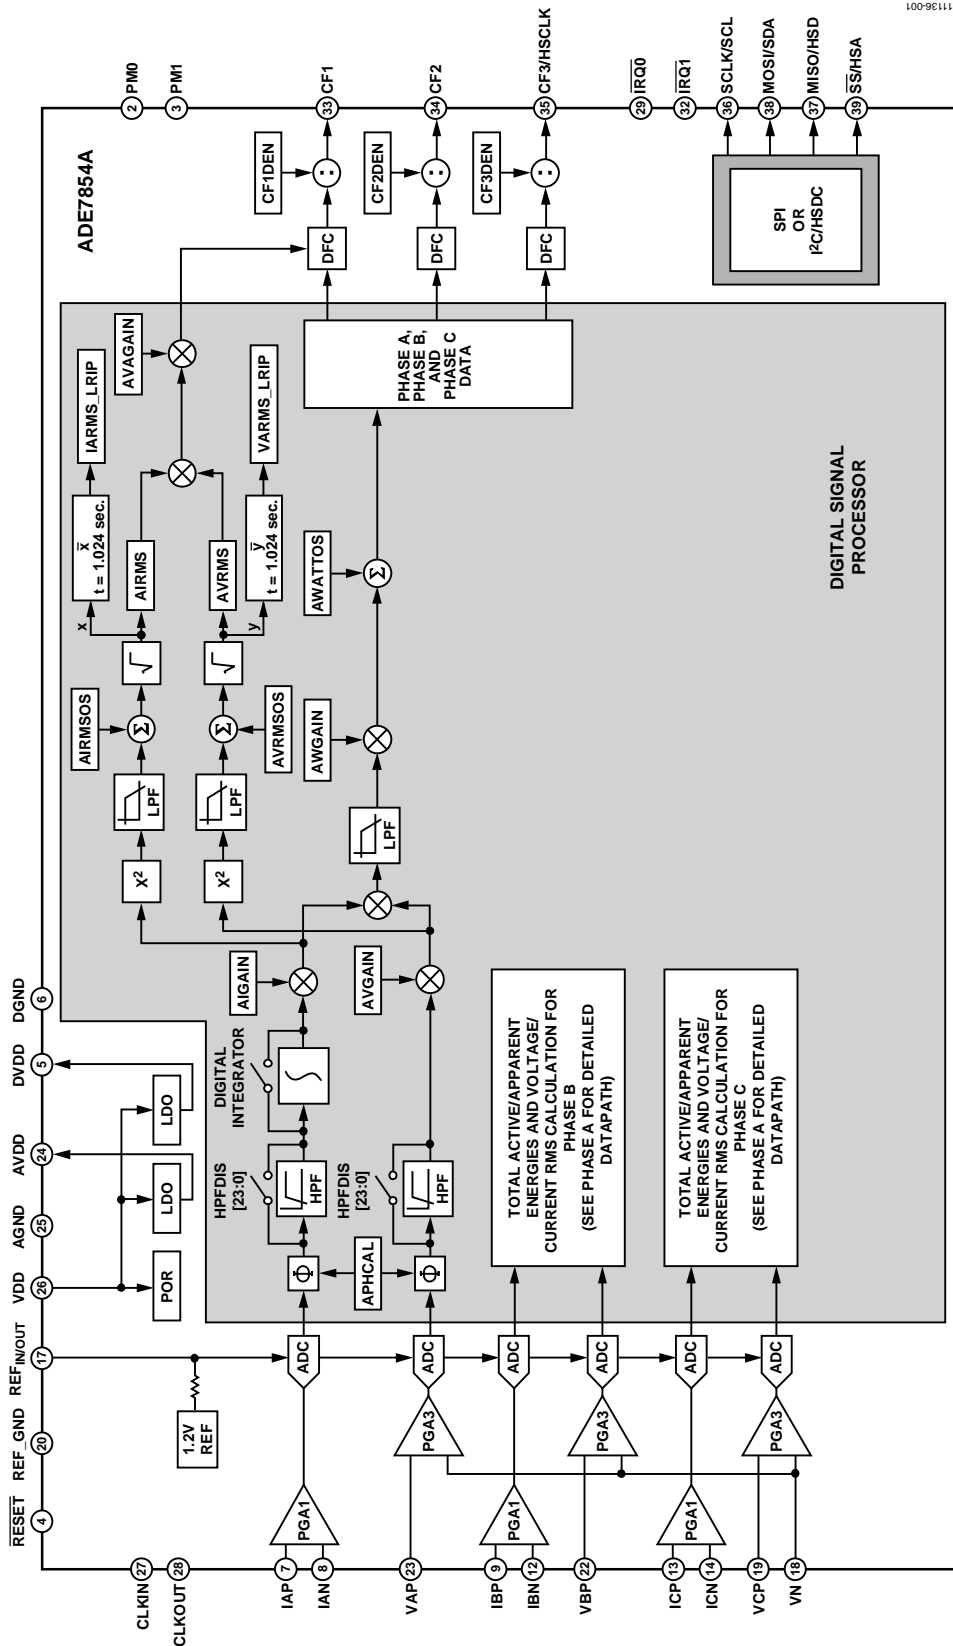 RESET
4
REF_GND
20
REFIN/OUT
17
VDD
26
AGND
25
AVDD
24
DVDD
5
DGND
6
CLKIN
27
CLKOUT
28
1.2V
REF
POR
LDO
LDO
ADE7854A
PM0
2
PM1
3
IAP
7
IAN
8
PGA1
ADC
VAP
23
PGA3
ADC
IBP
9
IBN
12
PGA1
ADC
VBP
22
PGA3
ADC
ICP
13
ICN
14
PGA1
ADC
VCP
19
VN
18
PGA3
ADC
Φ
APHCAL
Φ
HPFDIS
[23:0]
HPF
HPFDIS
[23:0]
HPF
DIGITAL
INTEGRATOR
AIGAIN
AVGAIN
X2
LPF
AIRMSOS
Σ
√
x
x
t = 1.024 sec.
IARMS_LRIP
AIRMS
AVAGAIN
X2
LPF
AVRMSOS
Σ
√
AVRMS
y
y
t = 1.024 sec.
VARMS_LRIP
LPF
AWGAIN
AWATTOS
Σ
PHASE A,
PHASE B,
AND
PHASE C
DATA
TOTAL ACTIVE/APPARENT
ENERGIES AND VOLTAGE/
CURRENT RMS CALCULATION FOR
PHASE B
(SEE PHASE A FOR DETAILED
DATAPATH)
TOTAL ACTIVE/APPARENT
ENERGIES AND VOLTAGE/
CURRENT RMS CALCULATION FOR
PHASE C
(SEE PHASE A FOR DETAILED
DATAPATH)
DIGITAL SIGNAL
PROCESSOR
DFC
CF1DEN
:
33
CF1
DFC
CF2DEN
:
34
CF2
DFC
CF3DEN
:
35
CF3/HSCLK
29
IRQ0
32
IRQ1
SPI
OR
I2C/HSDC
36
SCLK/SCL
38
MOSI/SDA
37
MISO/HSD
39
SS/HSA
11136-001